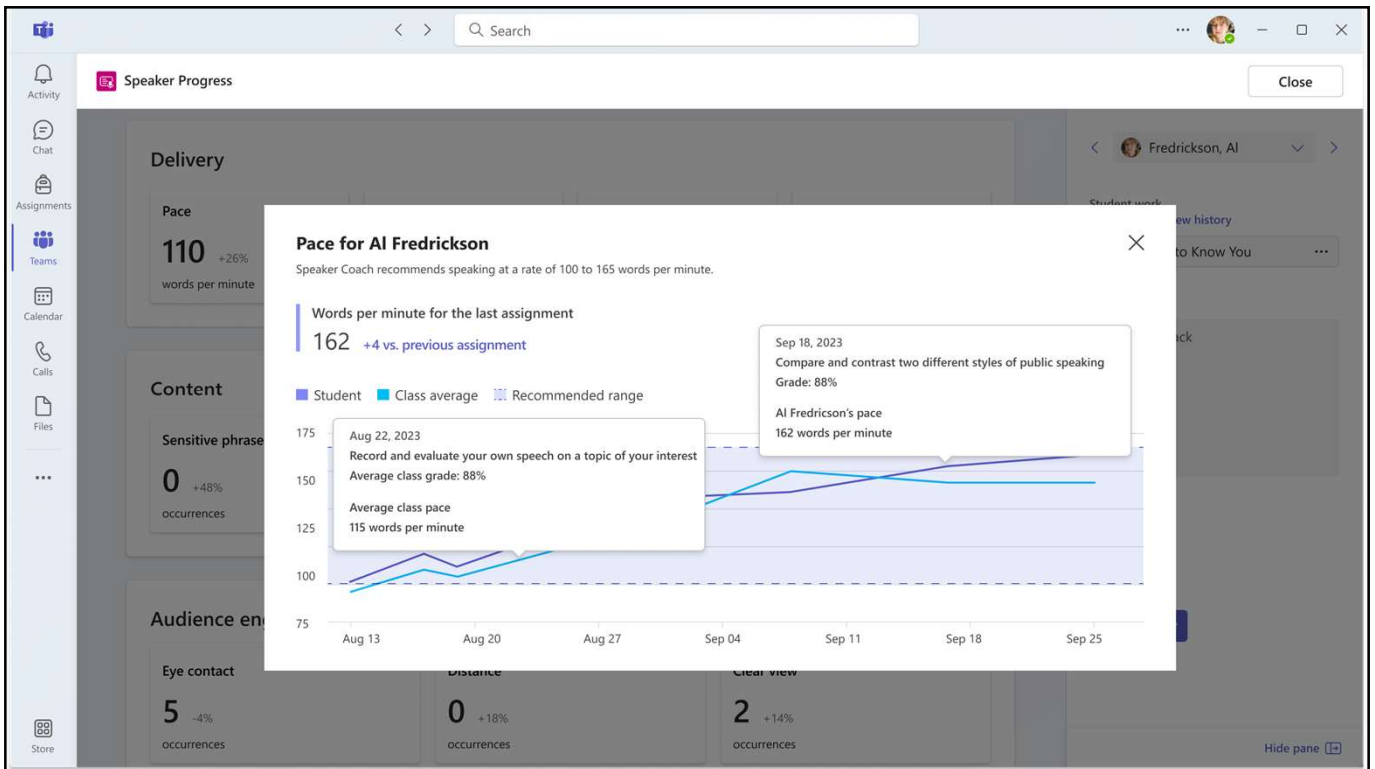 Search
Activity
Chat
Assignments
Teams
Calendar
Calls
Files
Store
Speaker Progress
Close
Delivery
Pace
110 +26%
words per minute
Content
Sensitive phrase
0 +48%
occurrences
Audience en
Eye contact
5 -4%
occurrences
Distance
0 +18%
occurrences
Clear view
2 +14%
occurrences
Fredrickson, Al
Student work
ew history
to Know You
ack
Hide pane
Pace for Al Fredrickson
Speaker Coach recommends speaking at a rate of 100 to 165 words per minute.
Words per minute for the last assignment
162 +4 vs. previous assignment
Student Class average Recommended range
175
150
125
100
75
Aug 13 Aug 20 Aug 27 Sep 04 Sep 11 Sep 18 Sep 25
Aug 22, 2023
Record and evaluate your own speech on a topic of your interest
Average class grade: 88%
Average class pace
115 words per minute
Sep 18, 2023
Compare and contrast two different styles of public speaking
Grade: 88%
Al Fredricson's pace
162 words per minute